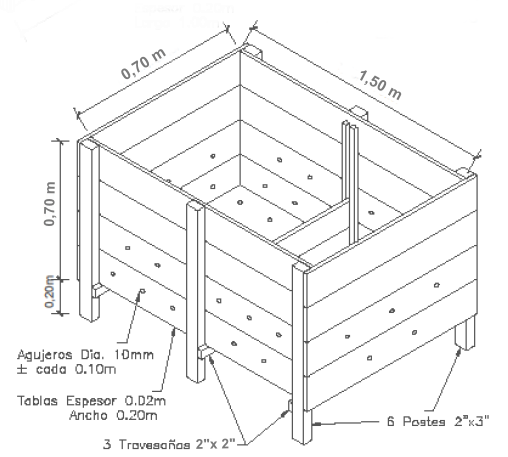 0,70 m
1,50 m
0,70 m
0,20m
Agujeros Dia. 10mm
± cada 0.10m
Tablas Espesor 0.02m
Ancho 0.20m
3 Travesaños 2"x 2"
6 Postes 2"x3"